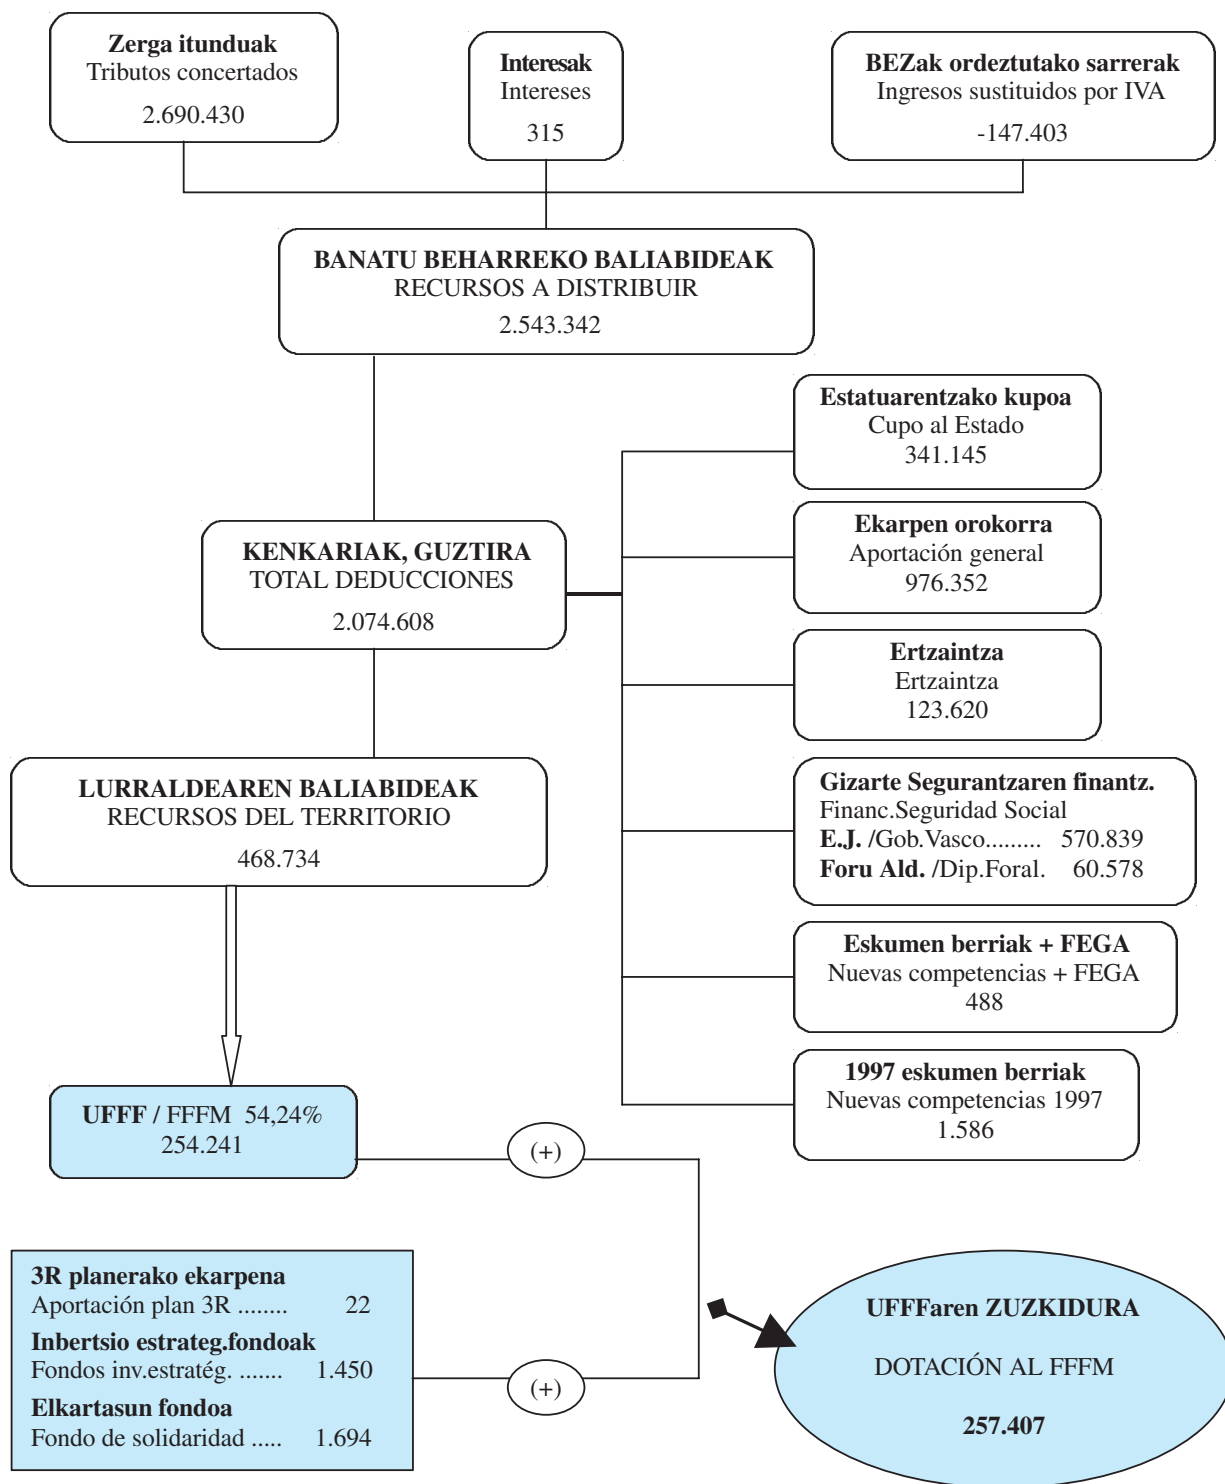 Zerga itunduak
Tributos concertados
2.690.430
Interesak
Intereses
315
BEZak ordeztutako sarrerak
Ingresos sustituidos por IVA
-147.403
BANATU BEHARREKO BALIABIDEAK
RECURSOS A DISTRIBUIR
2.543.342
Estatuarentzako kupoa
Cupo al Estado
341.145
Ekarpen orokorra
Aportación general
976.352
KENKARIAK, GUZTIRA
TOTAL DEDUCCIONES
2.074.608
Ertzaintza
Ertzaintza
123.620
LURRALDEAREN BALIABIDEAK
RECURSOS DEL TERRITORIO
468.734
Gizarte Segurantzaren finantz.
Financ.Seguridad Social
E.J. /Gob.Vasco......... 570.839
Foru Ald. /Dip.Foral. 60.578
Eskumen berriak + FEGA
Nuevas competencias + FEGA
488
1997 eskumen berriak
Nuevas competencias 1997
1.586
UFFF / FFFM 54,24%
254.241
(+)
3R planerako ekarpena
Aportación plan 3R ........ 22
Inbertsio estrateg.fondoak
Fondos inv.estratég. ....... 1.450
Elkartasun fondoa
Fondo de solidaridad ..... 1.694
(+)
UFFFaren ZUZKIDURA
DOTACIÓN AL FFFM
257.407